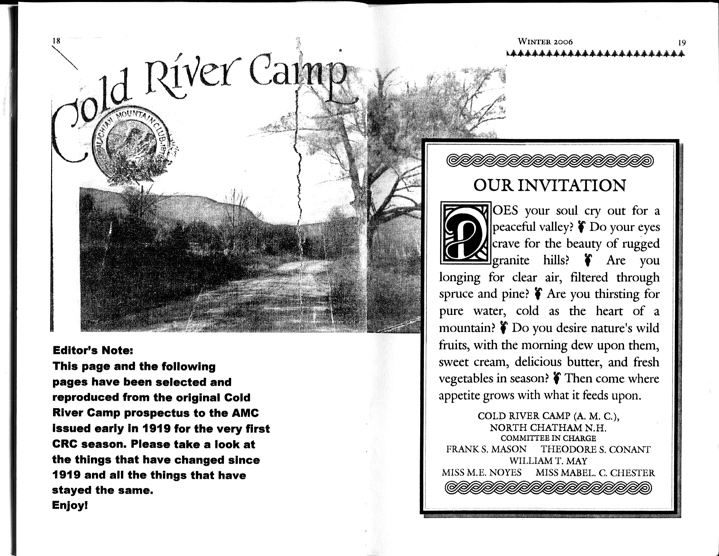 18
Cold River Camp
APPALACHIAN MOUNTAIN CLUB
Editor's Note:
This page and the following
pages have been selected and
reproduced from the original Cold
River Camp prospectus to the AMC
issued early in 1919 for the very first
CRC season. Please take a look at
the things that have changed since
1919 and all the things that have
stayed the same.
Enjoy!
WINTER 2006
19
OUR INVITATION
DOES your soul cry out for a
peaceful valley? Do your eyes
crave for the beauty of rugged
granite hills? Are you
longing for clear air, filtered through
spruce and pine? Are you thirsting for
pure water, cold as the heart of a
mountain? Do you desire nature's wild
fruits, with the morning dew upon them,
sweet cream, delicious butter, and fresh
vegetables in season? Then come where
appetite grows with what it feeds upon.
COLD RIVER CAMP (A. M. C.),
NORTH CHATHAM N.H.
COMMITTEE IN CHARGE
FRANK S. MASON THEODORE S. CONANT
WILLIAM T. MAY
MISS M.E. NOYES MISS MABEL. C. CHESTER